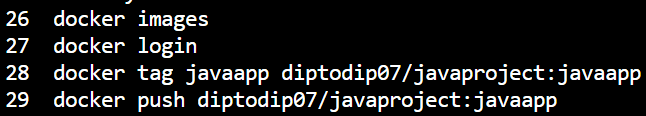 26 docker images
27 docker login
28 docker tag javaapp diptodip07/javaproject:javaapp
29 docker push diptodip07/javaproject:javaapp